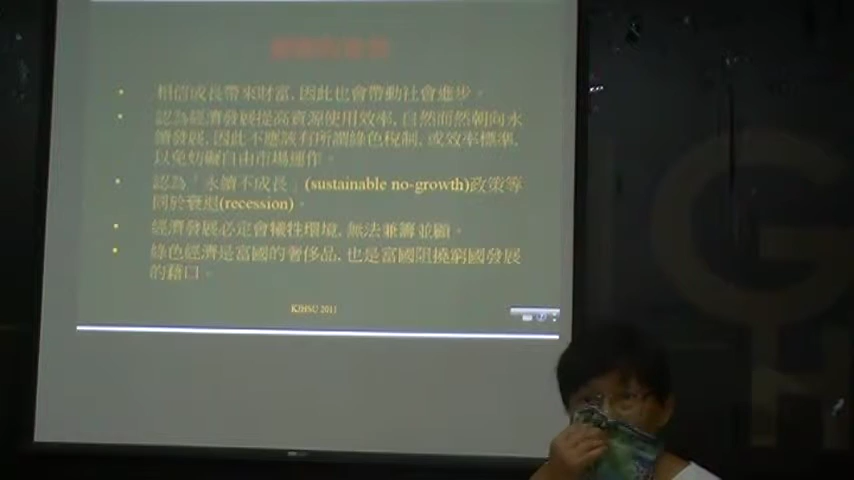 相信成長帶來財富,因此也會帶動社會進步。
認為經濟發展提高資源使用效率,自然而然朝向永
續發展,因此不應該有所謂綠色稅制,或效率標準,
以免妨礙自由市場運作。
認為「永續不成長」(sustainable no-growth)政策等
同於衰退(recession)。
經濟發展必定會犧牲環境,無法兼籌並顧。
綠色經濟是富國的奢侈品,也是富國阻撓窮國發展
的藉口。
KJHSU 2011